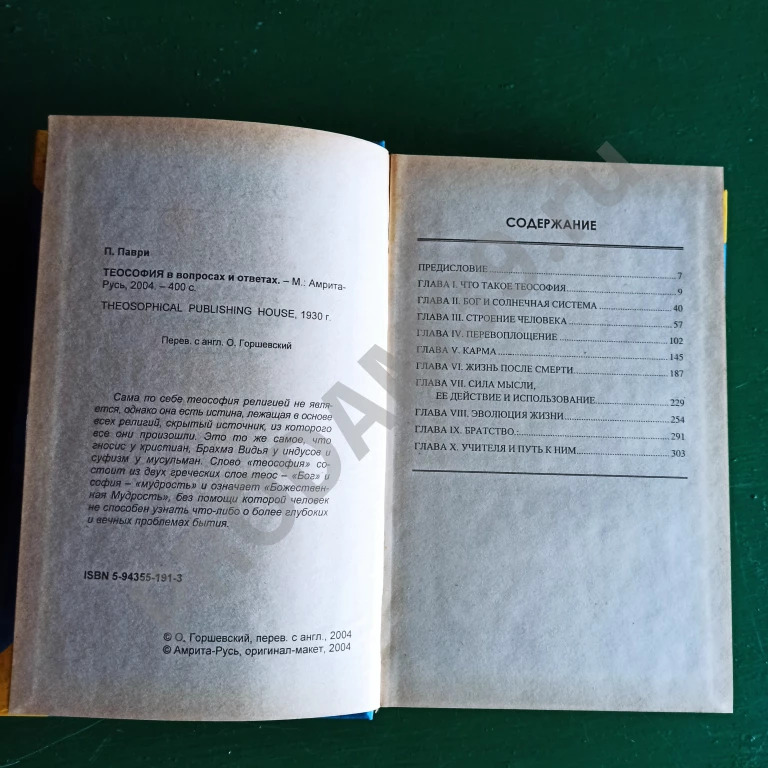 П. Паври
ТЕОСОФИЯ в вопросах и ответах. – М.: Амрита-
Русь, 2004. – 400 с.
THEOSOPHICAL PUBLISHING HOUSE, 1930 г.
Перев. с англ. О. Горшевский
Сама по себе теософия религией не явля-
ется, однако она есть истина, лежащая в основе
всех религий, скрытый источник, из которого
все они произошли. Это то же самое, что
гносис у христиан, Брахма Видья у индусов и
суфизм у мусульман. Слово «теософия» со-
стоит из двух греческих слов теос – «Бог» и
софия – «мудрость» и означает «Божествен-
ная Мудрость», без помощи которой человек
не способен узнать что-либо о более глубоких
и вечных проблемах бытия.
ISBN 5-94355-191-3
© О. Горшевский, перев. с англ., 2004
© Амрита-Русь, оригинал-макет, 2004
СОДЕРЖАНИЕ
ПРЕДИСЛОВИЕ 7
ГЛАВА I. ЧТО ТАКОЕ ТЕОСОФИЯ 9
ГЛАВА II. БОГ И СОЛНЕЧНАЯ СИСТЕМА 40
ГЛАВА III. СТРОЕНИЕ ЧЕЛОВЕКА 57
ГЛАВА IV. ПЕРЕВОПЛОЩЕНИЕ 102
ГЛАВА V. КАРМА 145
ГЛАВА VI. ЖИЗНЬ ПОСЛЕ СМЕРТИ 187
ГЛАВА VII. СИЛА МЫСЛИ,
ЕЕ ДЕЙСТВИЕ И ИСПОЛЬЗОВАНИЕ 229
ГЛАВА VIII. ЭВОЛЮЦИЯ ЖИЗНИ 254
ГЛАВА IX. БРАТСТВО 291
ГЛАВА X. УЧИТЕЛЯ И ПУТЬ К НИМ 303